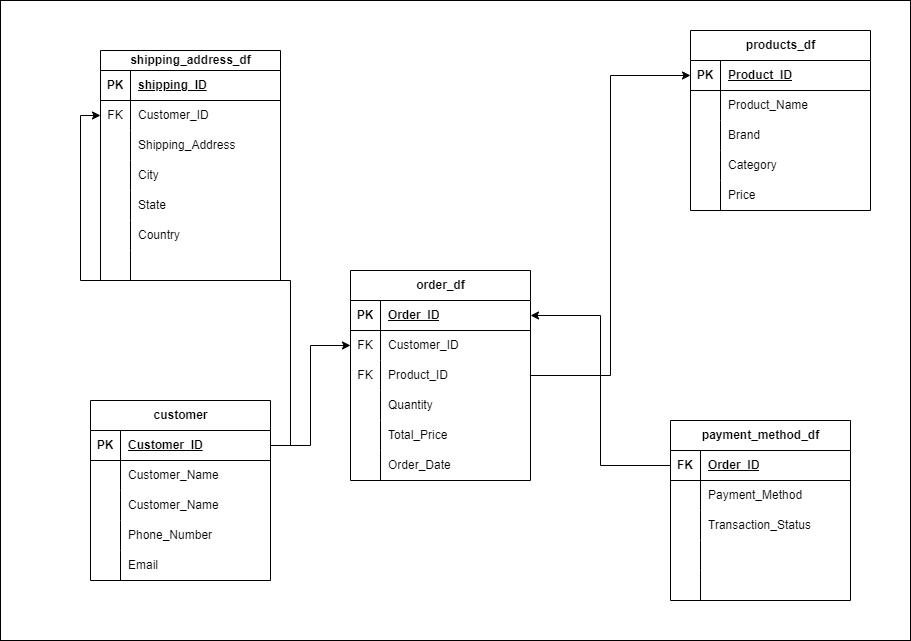 shipping_address_df
PK shipping_ID
FK Customer_ID
Shipping_Address
City
State
Country
products_df
PK Product_ID
Product_Name
Brand
Category
Price
order_df
PK Order_ID
FK Customer_ID
FK Product_ID
Quantity
Total_Price
Order_Date
customer
PK Customer_ID
Customer_Name
Customer_Name
Phone_Number
Email
payment_method_df
FK Order_ID
Payment_Method
Transaction_Status